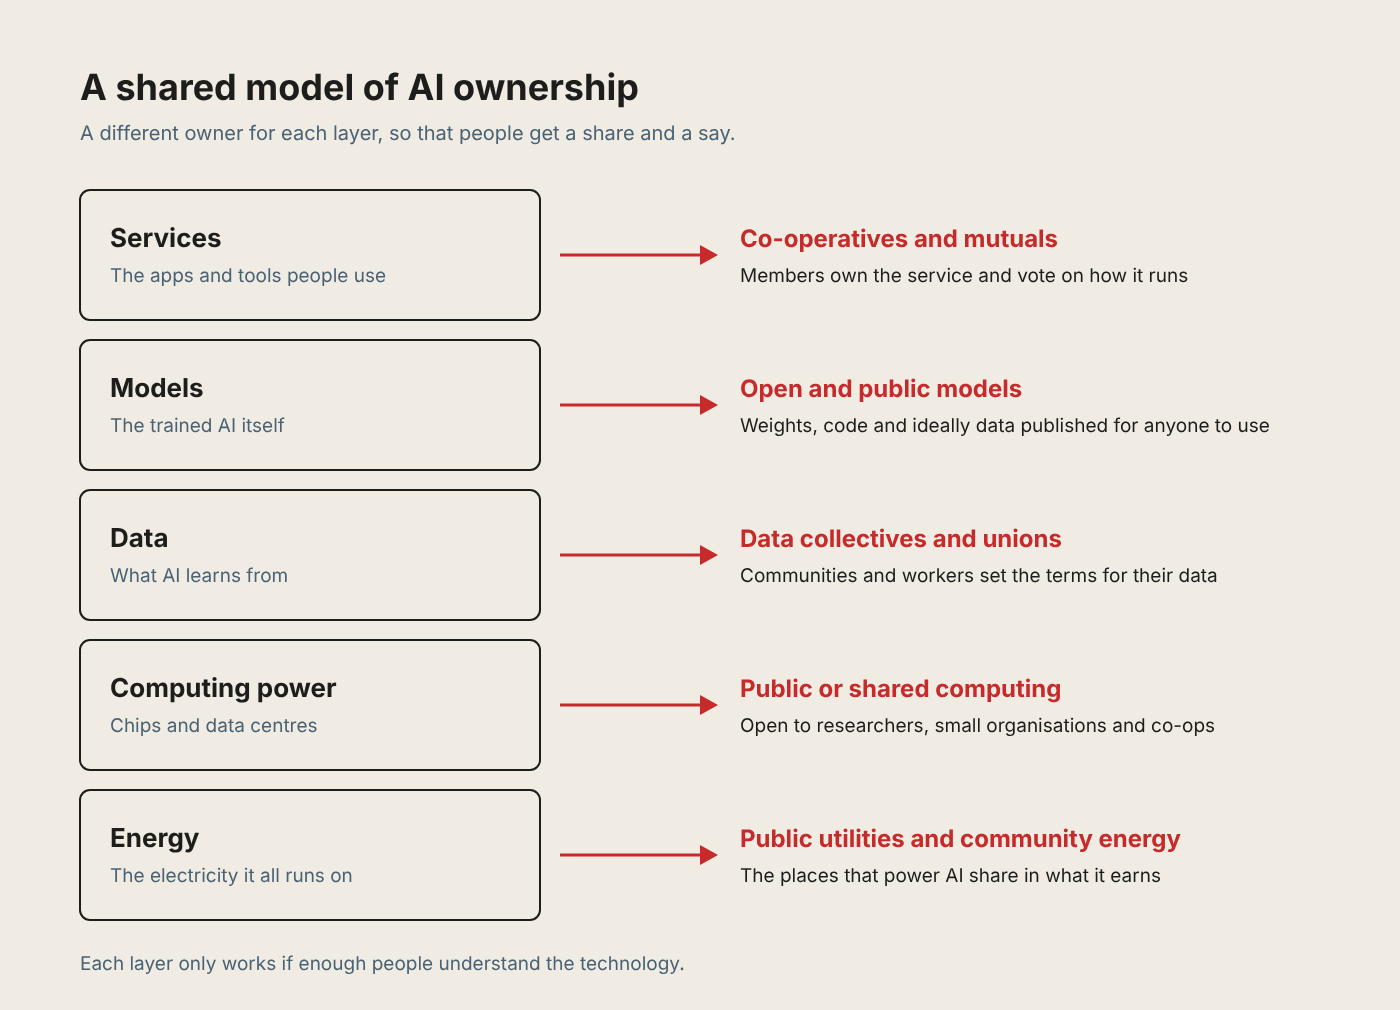 A shared model of AI ownership
A different owner for each layer, so that people get a share and a say.
Services
The apps and tools people use
Co-operatives and mutuals
Members own the service and vote on how it runs
Models
The trained AI itself
Open and public models
Weights, code and ideally data published for anyone to use
Data
What AI learns from
Data collectives and unions
Communities and workers set the terms for their data
Computing power
Chips and data centres
Public or shared computing
Open to researchers, small organisations and co-ops
Energy
The electricity it all runs on
Public utilities and community energy
The places that power AI share in what it earns
Each layer only works if enough people understand the technology.